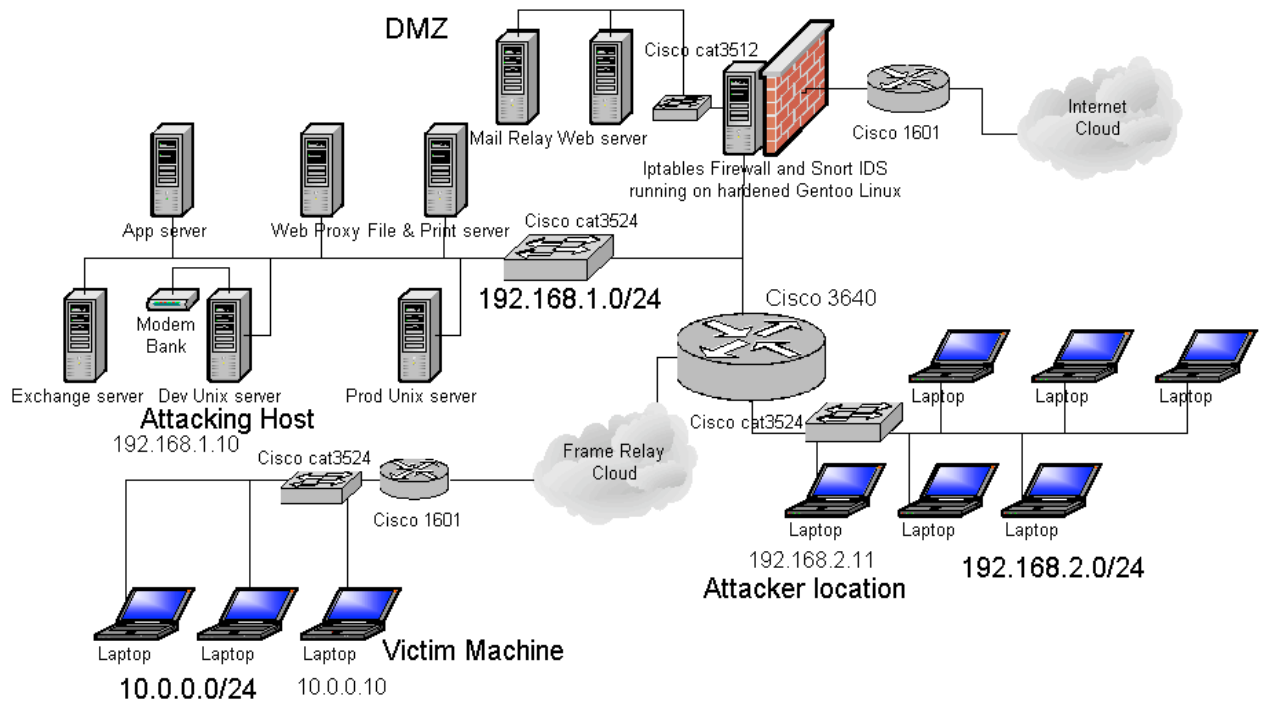 DMZ
Cisco cat3512
Mail Relay
Web server
Cisco 1601
Internet
Cloud
Iptables Firewall and Snort IDS
running on hardened Gentoo Linux
App server
Web Proxy
File & Print server
Cisco cat3524
192.168.1.0/24
Cisco 3640
Modem
Bank
Exchange server
Dev Unix server
Prod Unix server
Attacking Host
192.168.1.10
Laptop
Laptop
Laptop
Cisco cat3524
Frame Relay
Cloud
Cisco cat3524
Cisco 1601
Laptop
Laptop
Laptop
192.168.2.11
192.168.2.0/24
Attacker location
Laptop
Laptop
Laptop
Victim Machine
10.0.0.0/24
10.0.0.10